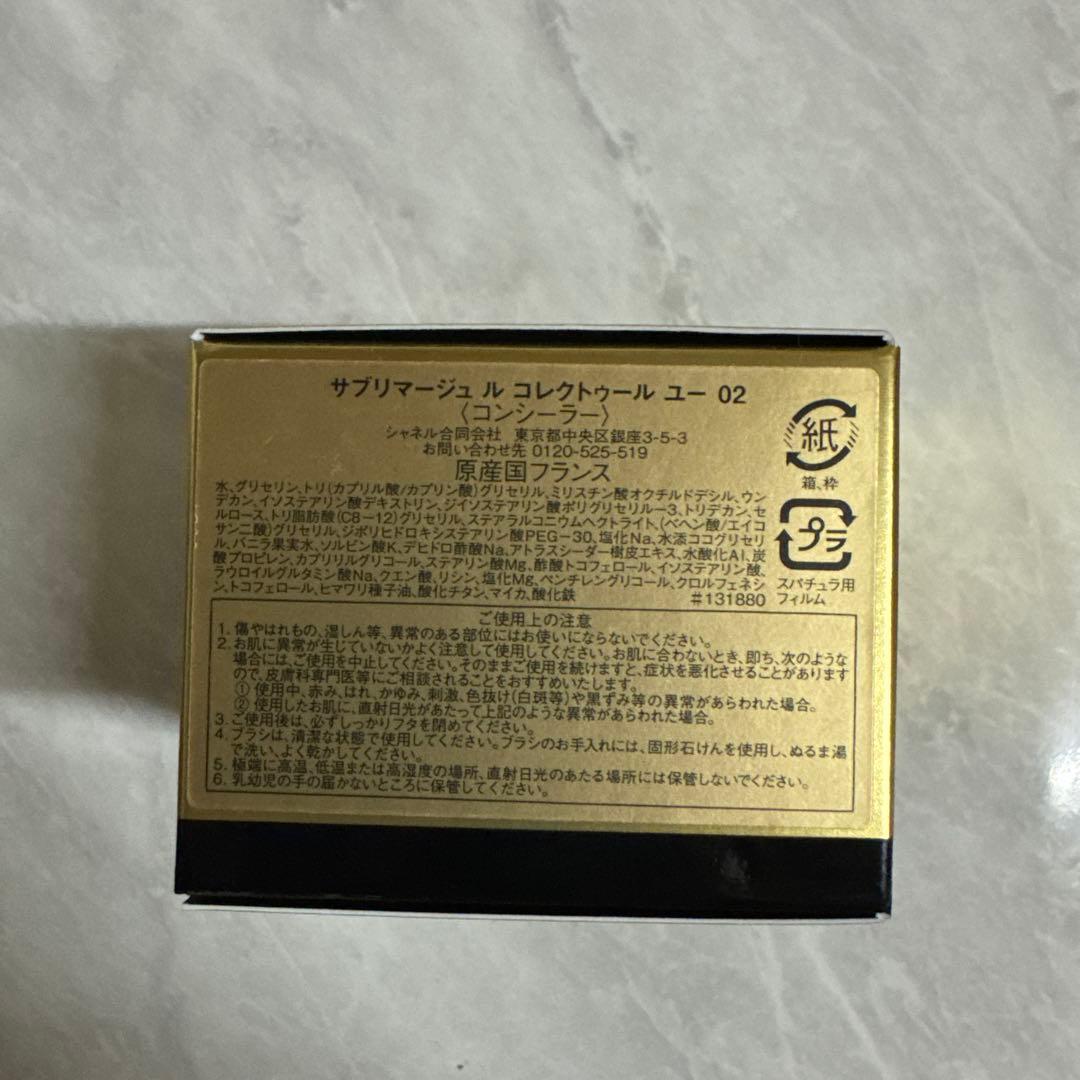 サブリマージュ ル コレクトゥール ユー 02
〈コンシーラー〉
シャネル合同会社 東京都中央区銀座3-5-3
お問い合わせ先 0120-525-519
原産国フランス
水、グリセリン、トリ(カプリル酸/カプリン酸)グリセリル、ミリスチン酸オクチルドデシル、ウン
デカン、イソステアリン酸デキストリン、ジイソステアリン酸ポリグリセリル-3、トリデカン、セ
ルロース、トリ脂肪酸(C8-12)グリセリル、ステアラルコニウムヘクトライト、(ベヘン酸/エイコ
サン二酸)グリセリル、ジポリヒドロキシステアリン酸PEG-30、塩化Na、水添ココグリセリ
ル、バニラ果実水、ソルビン酸K、デヒドロ酢酸Na、アトラスシーダー樹皮エキス、水酸化Al、炭
酸プロピレン、カプリリルグリコール、ステアリン酸Mg、酢酸トコフェロール、イソステアリン酸、
ラウロイルグルタミン酸Na、クエン酸、リシン、塩化Mg、ペンチレングリコール、クロルフェネシ
ン、トコフェロール、ヒマワリ種子油、酸化チタン、マイカ、酸化鉄 #131880
紙
箱、枠
プラ
スパチュラ用
フィルム
ご使用上の注意
1. 傷やはれもの、湿しん等、異常のある部位にはお使いにならないでください。
2. お肌に異常が生じていないかよく注意して使用してください。お肌に合わないとき、即ち、次のような
場合には、ご使用を中止してください。そのままご使用を続けますと、症状を悪化させることがあります
ので、皮膚科専門医等にご相談されることをおすすめいたします。
① 使用中、赤み、はれ、かゆみ、刺激、色抜け(白斑等)や黒ずみ等の異常があらわれた場合。
② 使用したお肌に、直射日光があたって上記のような異常があらわれた場合。
3. ご使用後は、必ずしっかりフタを閉めてください。
4. ブラシは、清潔な状態で使用してください。ブラシのお手入れには、固形石けんを使用し、ぬるま湯
で洗い、よく乾かしてください。
5. 極端に高温、低温または高湿度の場所、直射日光のあたる場所には保管しないでください。
6. 乳幼児の手の届かないところに保管してください。